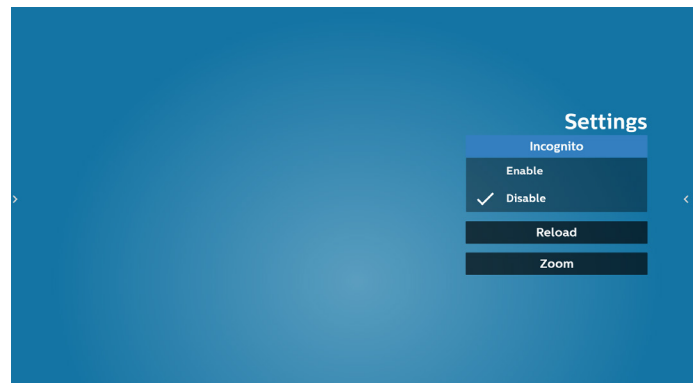 Settings
Incognito
Enable
Disable
Reload
Zoom